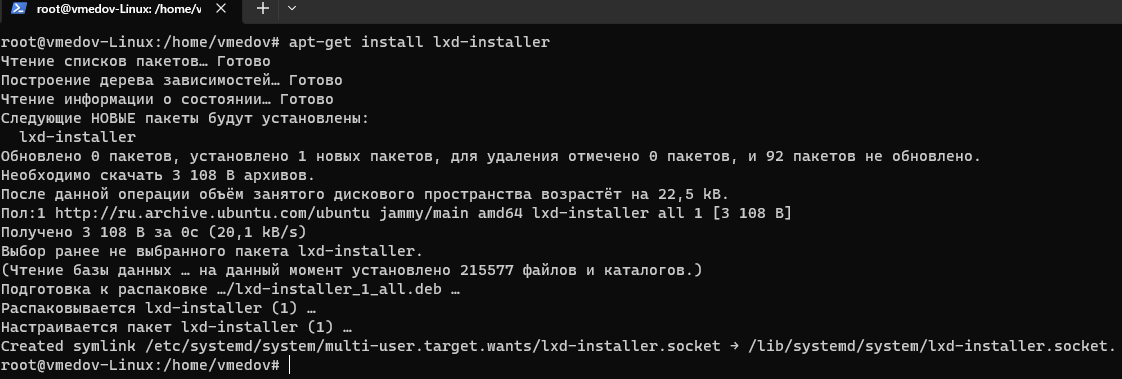 root@vmedov-Linux: /home/v
root@vmedov-Linux:/home/vmedov# apt-get install lxd-installer
Чтение списков пакетов… Готово
Построение дерева зависимостей… Готово
Чтение информации о состоянии… Готово
Следующие НОВЫЕ пакеты будут установлены:
  lxd-installer
Обновлено 0 пакетов, установлено 1 новых пакетов, для удаления отмечено 0 пакетов, и 92 пакетов не обновлено.
Необходимо скачать 3 108 B архивов.
После данной операции объём занятого дискового пространства возрастёт на 22,5 kB.
Пол:1 http://ru.archive.ubuntu.com/ubuntu jammy/main amd64 lxd-installer all 1 [3 108 B]
Получено 3 108 B за 0с (20,1 kB/s)
Выбор ранее не выбранного пакета lxd-installer.
(Чтение базы данных … на данный момент установлено 215577 файлов и каталогов.)
Подготовка к распаковке …/lxd-installer_1_all.deb …
Распаковывается lxd-installer (1) …
Настраивается пакет lxd-installer (1) …
Created symlink /etc/systemd/system/multi-user.target.wants/lxd-installer.socket → /lib/systemd/system/lxd-installer.socket.
root@vmedov-Linux:/home/vmedov#